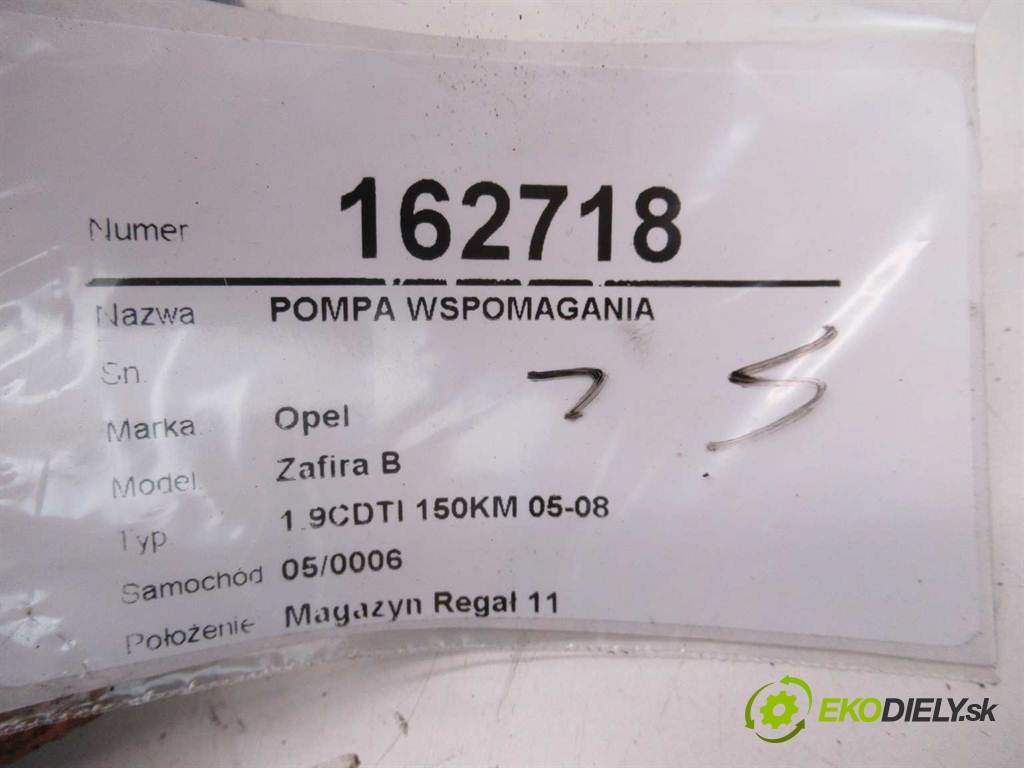 Numer 162718
Nazwa POMPA WSPOMAGANIA
Sn.
Marka Opel
Model Zafira B
Typ 1.9CDTI 150KM 05-08
Samochód 05/0006
Położenie Magazyn Regał 11
EKODIELY.sk